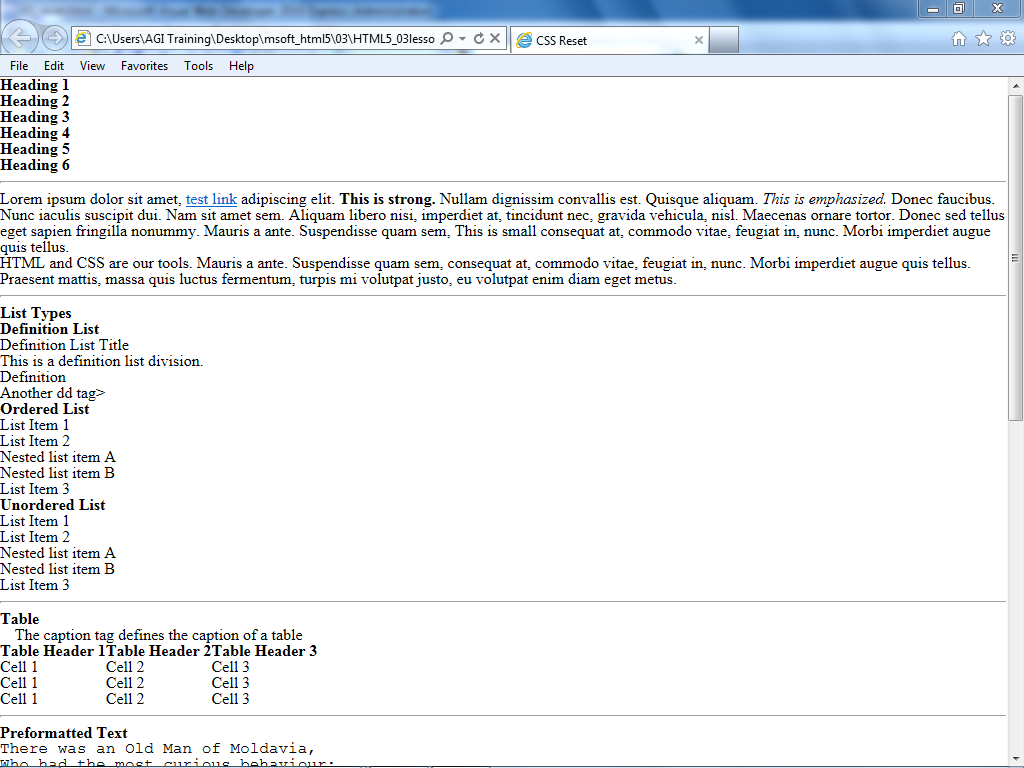 C:\Users\AGI Training\Desktop\msoft_html5\03\HTML5_03lesso
CSS Reset
File Edit View Favorites Tools Help
Heading 1
Heading 2
Heading 3
Heading 4
Heading 5
Heading 6
Lorem ipsum dolor sit amet, test link adipiscing elit. This is strong. Nullam dignissim convallis est. Quisque aliquam. This is emphasized. Donec faucibus.
Nunc iaculis suscipit dui. Nam sit amet sem. Aliquam libero nisi, imperdiet at, tincidunt nec, gravida vehicula, nisl. Maecenas ornare tortor. Donec sed tellus
eget sapien fringilla nonummy. Mauris a ante. Suspendisse quam sem, This is small consequat at, commodo vitae, feugiat in, nunc. Morbi imperdiet augue
quis tellus.
HTML and CSS are our tools. Mauris a ante. Suspendisse quam sem, consequat at, commodo vitae, feugiat in, nunc. Morbi imperdiet augue quis tellus.
Praesent mattis, massa quis luctus fermentum, turpis mi volutpat justo, eu volutpat enim diam eget metus.
List Types
Definition List
Definition List Title
This is a definition list division.
Definition
Another dd tag>
Ordered List
List Item 1
List Item 2
Nested list item A
Nested list item B
List Item 3
Unordered List
List Item 1
List Item 2
Nested list item A
Nested list item B
List Item 3
Table
The caption tag defines the caption of a table
Table Header 1 Table Header 2 Table Header 3
Cell 1 Cell 2 Cell 3
Cell 1 Cell 2 Cell 3
Cell 1 Cell 2 Cell 3
Preformatted Text
There was an Old Man of Moldavia,
Who had the most curious behaviour;